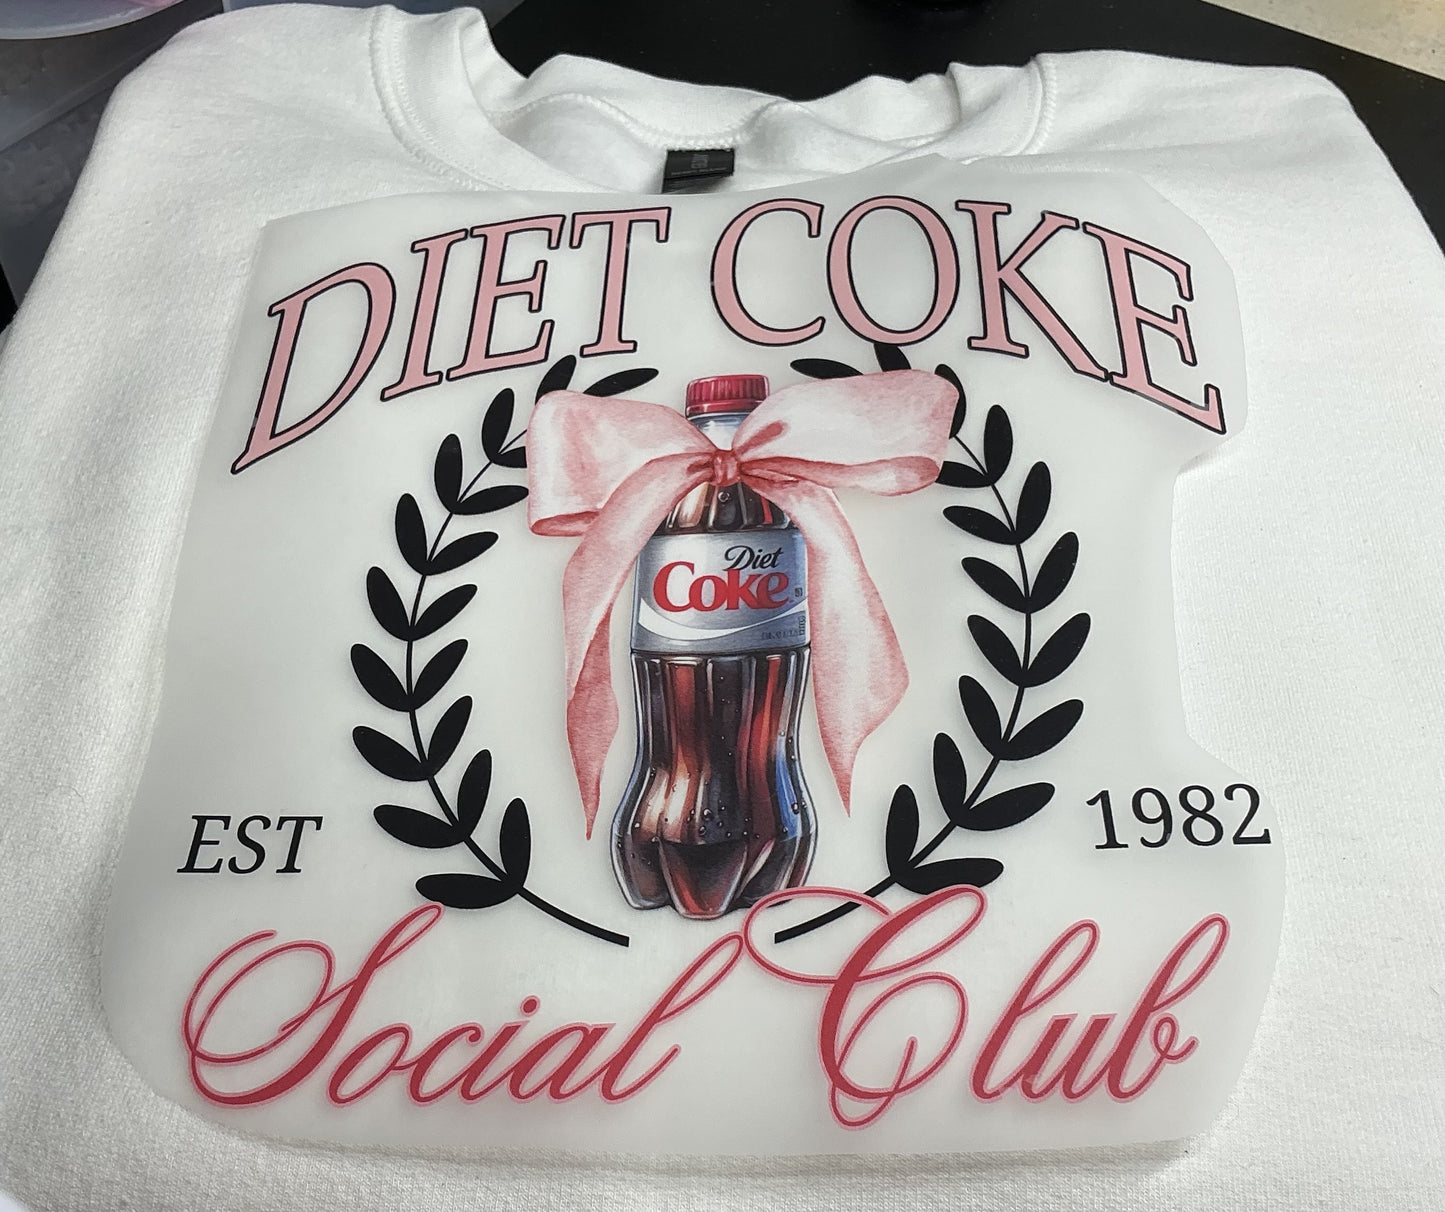 DIET COKE
Diet
Coke
EST
1982
Social Club